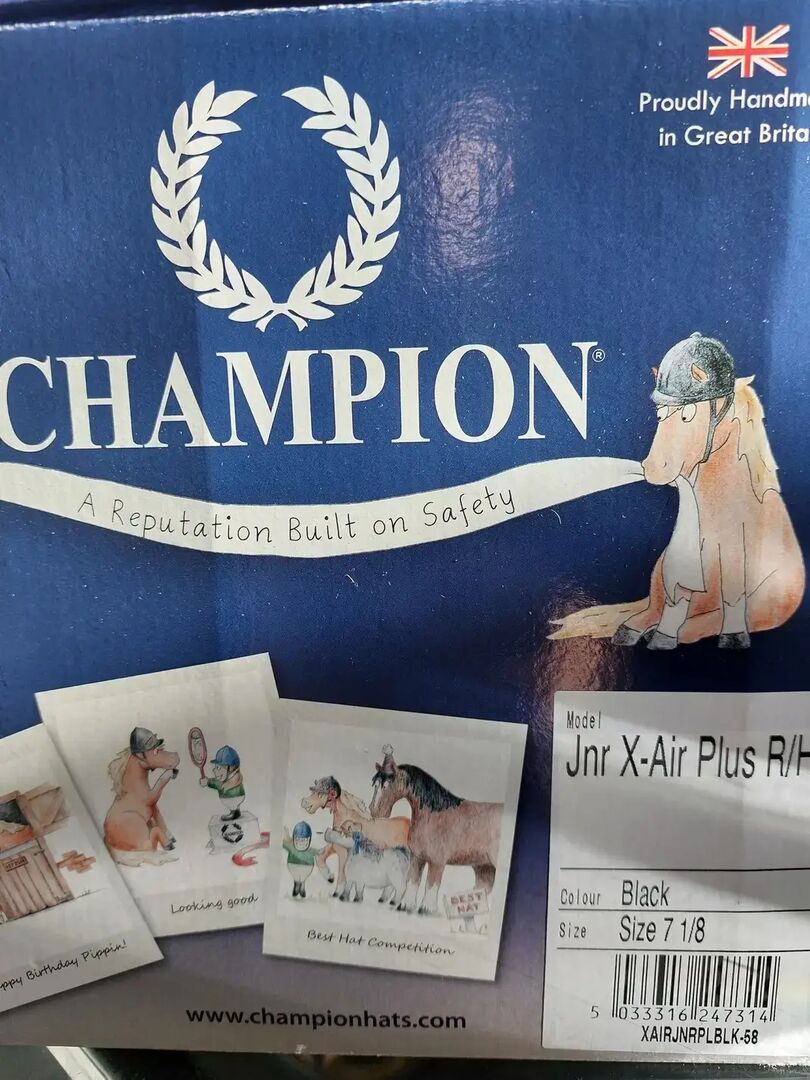 Proudly Handm
in Great Brita
CHAMPION®
A Reputation Built on Safety
ppy Birthday Pippin!
Looking good
CHAMPION
Best Hat Competition
BEST
HAT
Model
Jnr X-Air Plus R/H
Colour Black
Size Size 7 1/8
5 033316 247314
XAIRJNRPLBLK-58
www.championhats.com